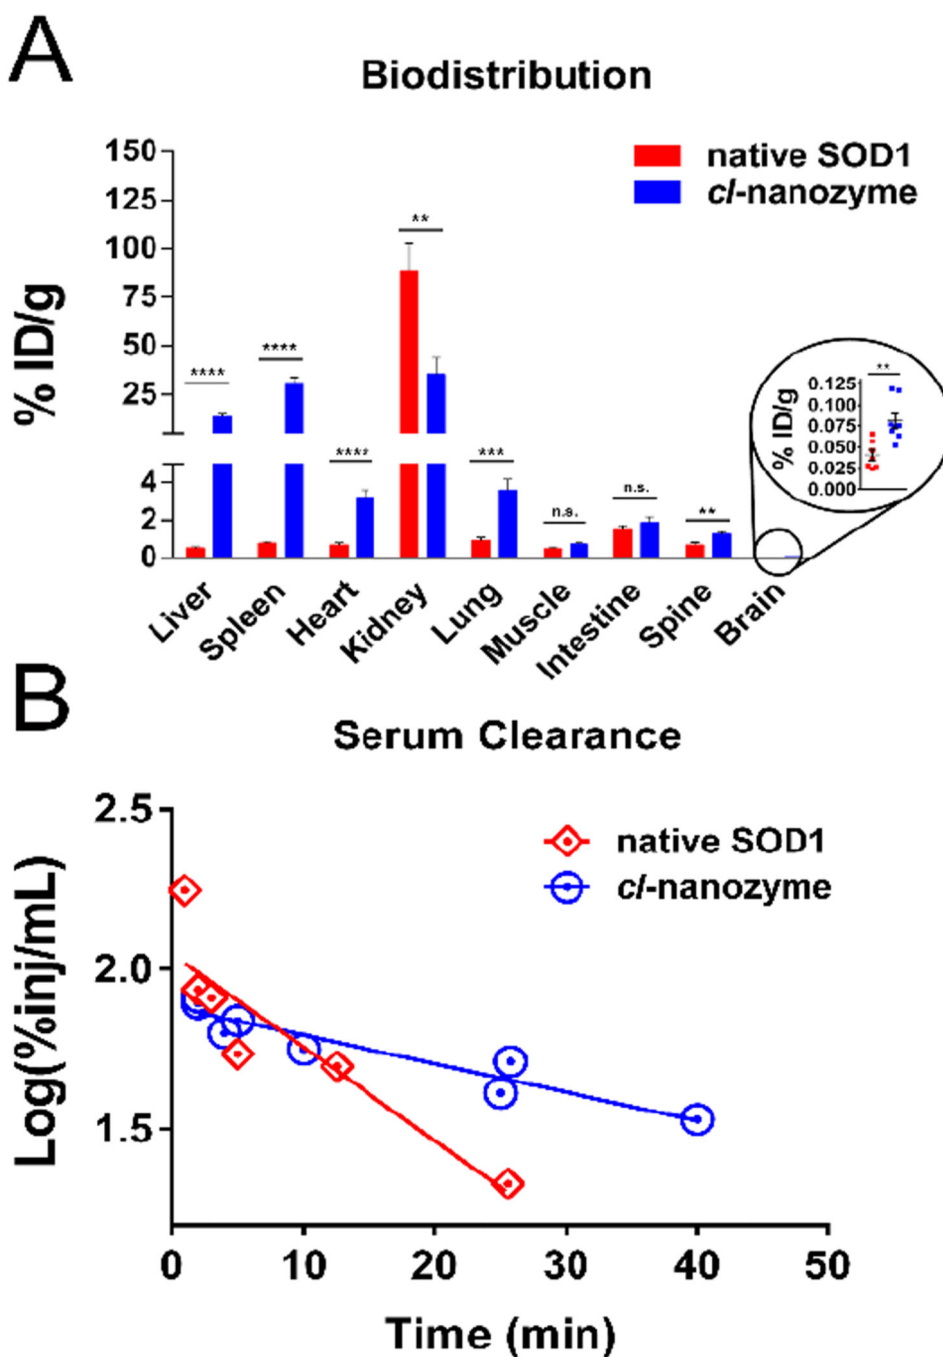 A
Biodistribution
native SOD1
cl-nanozyme
% ID/g
150
125
100
75
50
25
4
2
0
****
****
****
**
***
n.s.
n.s.
**
**
% ID/g
0.125
0.100
0.075
0.050
0.025
0.000
Liver
Spleen
Heart
Kidney
Lung
Muscle
Intestine
Spine
Brain
B
Serum Clearance
native SOD1
cl-nanozyme
Log(%inj/mL)
2.5
2.0
1.5
0
10
20
30
40
50
Time (min)